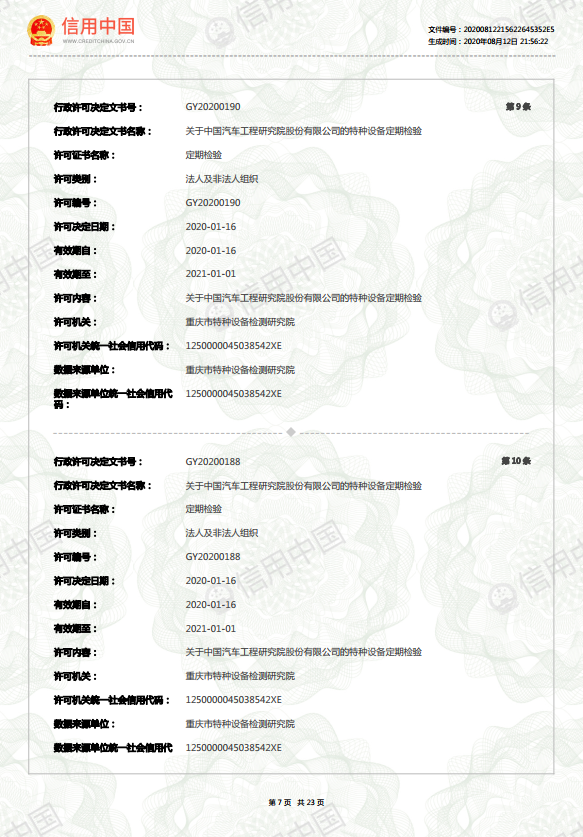 信用中国
WWW.CREDITCHINA.GOV.CN
文件编号：20200812215622645352E5
生成时间：2020年08月12日 21:56:22
行政许可决定文书号： GY20200190 第 9 条
行政许可决定文书名称： 关于中国汽车工程研究院股份有限公司的特种设备定期检验
许可证书名称： 定期检验
许可类别： 法人及非法人组织
许可编号： GY20200190
许可决定日期： 2020-01-16
有效期自： 2020-01-16
有效期至： 2021-01-01
许可内容： 关于中国汽车工程研究院股份有限公司的特种设备定期检验
许可机关： 重庆市特种设备检测研究院
许可机关统一社会信用代码： 1250000045038542XE
数据来源单位： 重庆市特种设备检测研究院
数据来源单位统一社会信用代 1250000045038542XE
码：
行政许可决定文书号： GY20200188 第 10 条
行政许可决定文书名称： 关于中国汽车工程研究院股份有限公司的特种设备定期检验
许可证书名称： 定期检验
许可类别： 法人及非法人组织
许可编号： GY20200188
许可决定日期： 2020-01-16
有效期自： 2020-01-16
有效期至： 2021-01-01
许可内容： 关于中国汽车工程研究院股份有限公司的特种设备定期检验
许可机关： 重庆市特种设备检测研究院
许可机关统一社会信用代码： 1250000045038542XE
数据来源单位： 重庆市特种设备检测研究院
数据来源单位统一社会信用代 1250000045038542XE
第 7 页 共 23 页